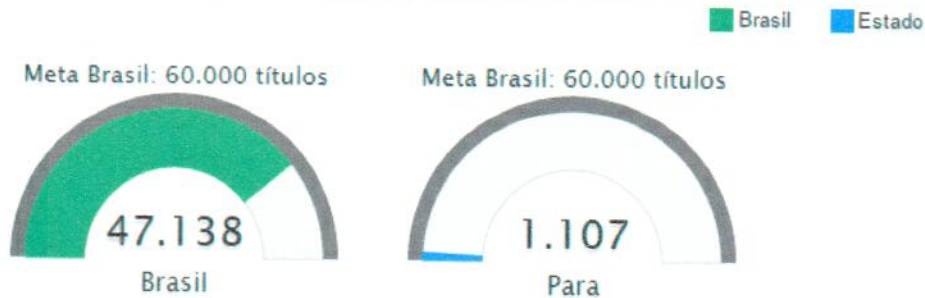 Brasil Estado
Meta Brasil: 60.000 títulos
Meta Brasil: 60.000 títulos
47.138
1.107
Brasil
Para